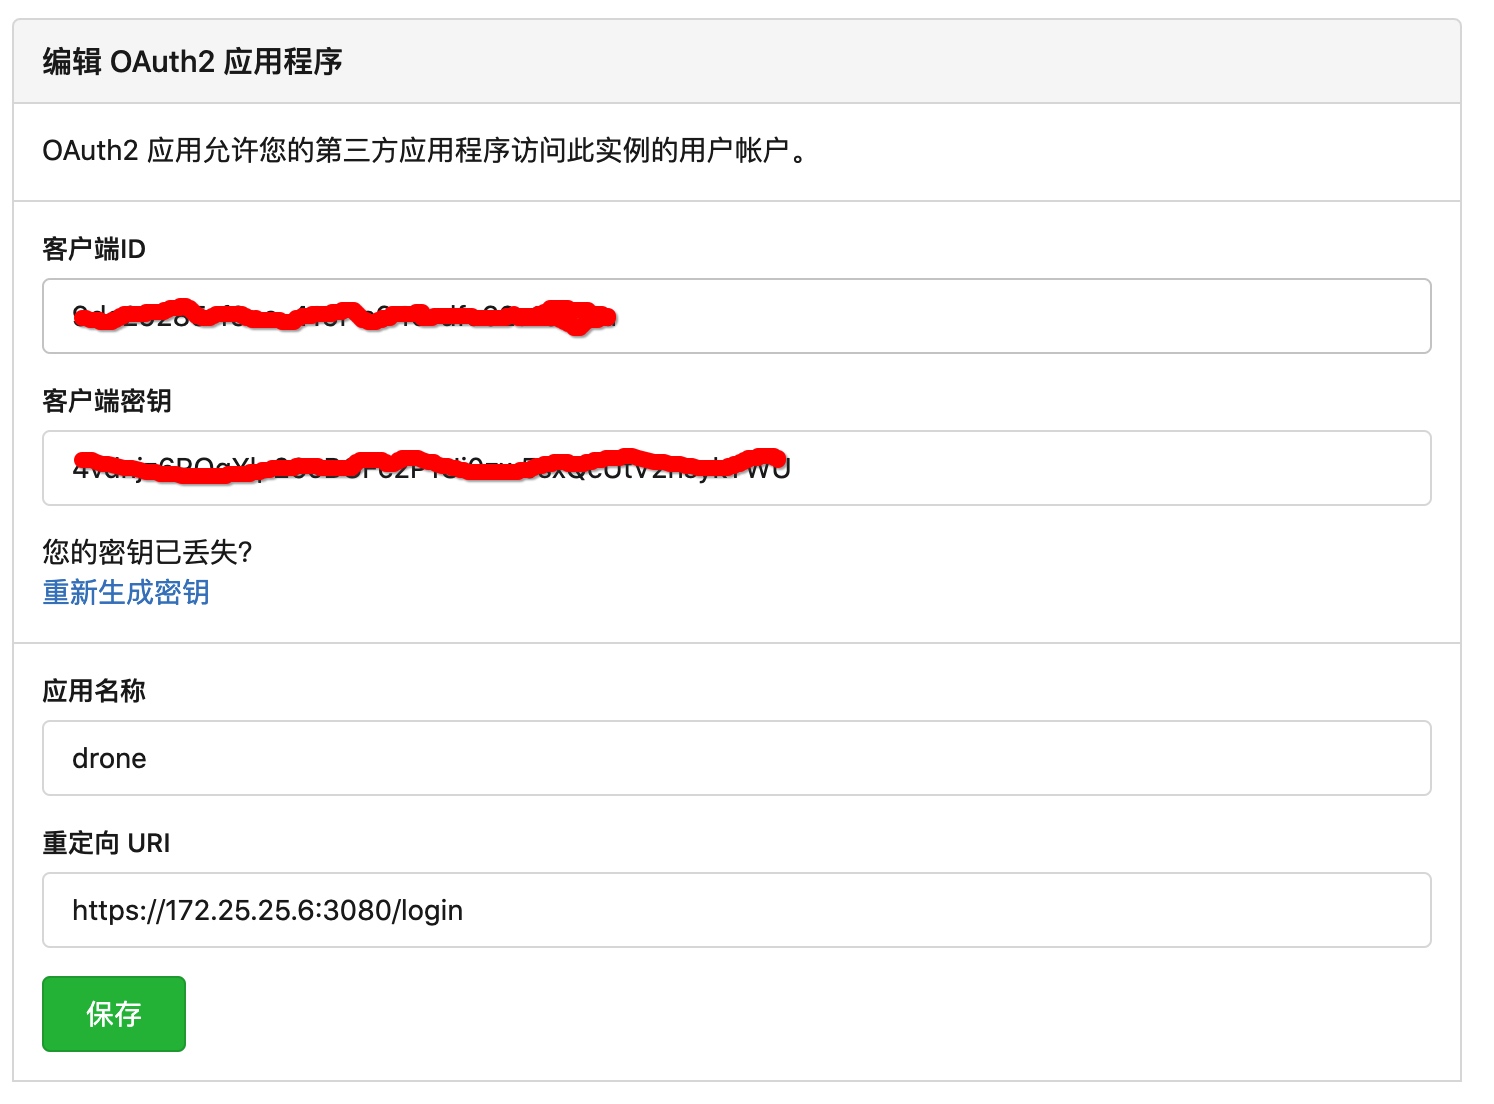 编辑 OAuth2 应用程序
OAuth2 应用允许您的第三方应用程序访问此实例的用户帐户。
客户端ID
客户端密钥
您的密钥已丢失?
重新生成密钥
应用名称
drone
重定向 URI
https://172.25.25.6:3080/login
保存